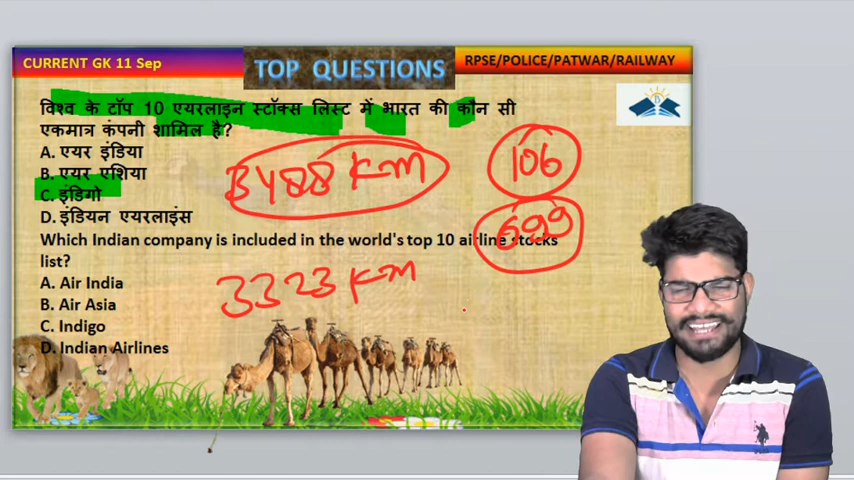 CURRENT GK 11 Sep
TOP QUESTIONS
RPSE/POLICE/PATWAR/RAILWAY
विश्व के टॉप 10 एयरलाइन स्टॉक्स लिस्ट में भारत की कौन सी
एकमात्र कंपनी शामिल है?
A. एयर इंडिया
B. एयर एशिया
C. इंडिगो
D. इंडियन एयरलाइंस
3488 Km
106
699
Which Indian company is included in the world's top 10 airline stocks
list?
3323 Km
A. Air India
B. Air Asia
C. Indigo
D. Indian Airlines